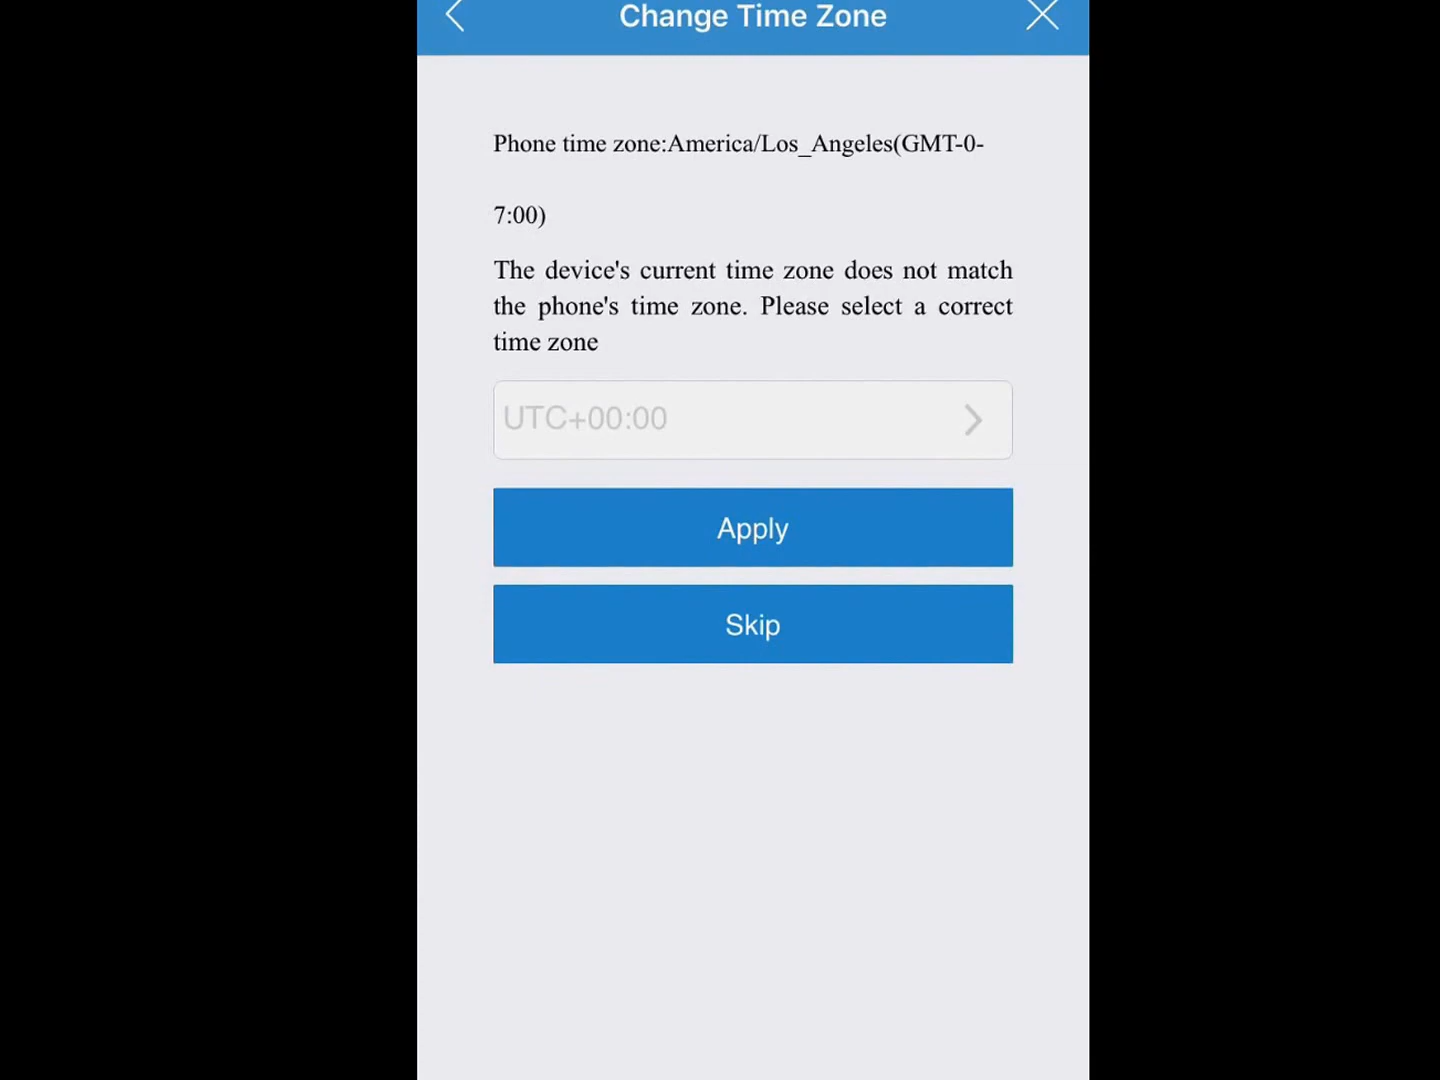 Change Time Zone
Phone time zone:America/Los_Angeles(GMT-0-
7:00)
The device's current time zone does not match
the phone's time zone. Please select a correct
time zone
UTC+00:00
Apply
Skip